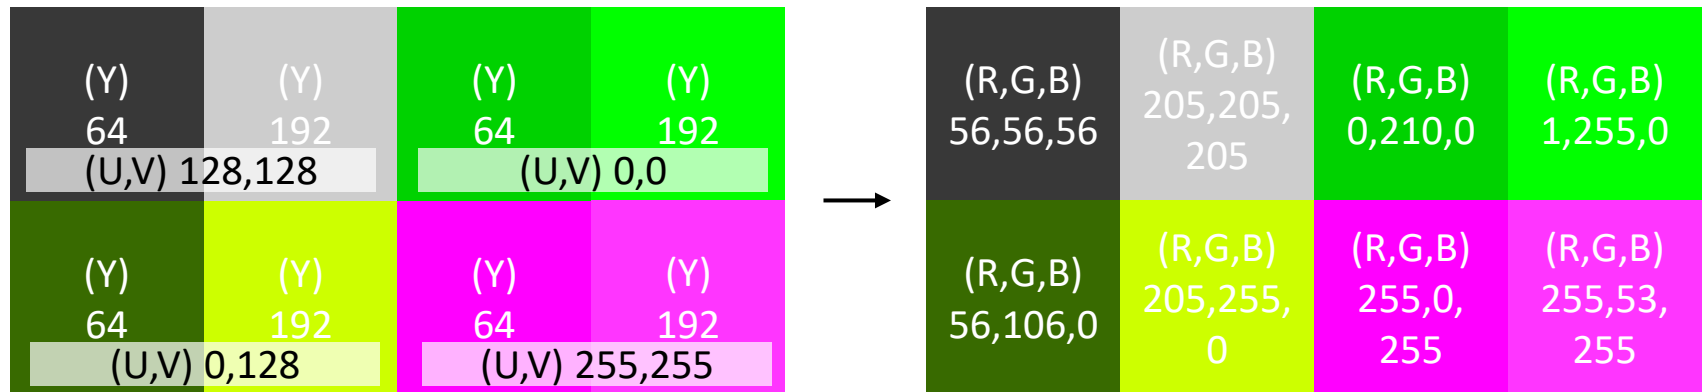 (Y)
64
(Y)
192
(U,V) 128,128
(Y)
64
(Y)
192
(U,V) 0,0
(Y)
64
(Y)
192
(U,V) 0,128
(Y)
64
(Y)
192
(U,V) 255,255
(R,G,B)
56,56,56
(R,G,B)
205,205,
205
(R,G,B)
0,210,0
(R,G,B)
1,255,0
(R,G,B)
56,106,0
(R,G,B)
205,255,
0
(R,G,B)
255,0,
255
(R,G,B)
255,53,
255